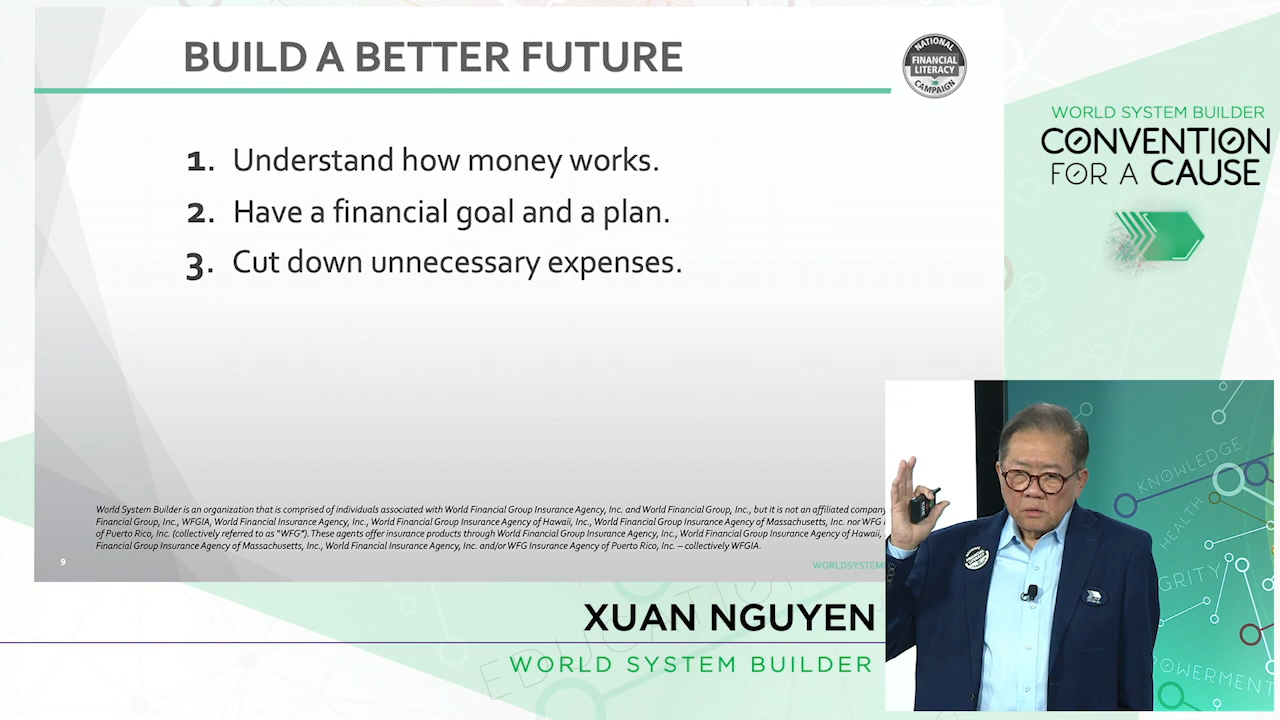 BUILD A BETTER FUTURE
NATIONAL
FINANCIAL
LITERACY
CAMPAIGN
WORLD SYSTEM BUILDER
CONVENTION
FOR A CAUSE
1. Understand how money works.
2. Have a financial goal and a plan.
3. Cut down unnecessary expenses.
World System Builder is an organization that is comprised of individuals associated with World Financial Group Insurance Agency, Inc. and World Financial Group, Inc., but it is not an affiliated company
Financial Group, Inc., WFGIA, World Financial Insurance Agency, Inc., World Financial Group Insurance Agency of Hawaii, Inc., World Financial Group Insurance Agency of Massachusetts, Inc. nor WFG
of Puerto Rico, Inc. (collectively referred to as "WFG"). These agents offer insurance products through World Financial Group Insurance Agency, Inc., World Financial Group Insurance Agency of Hawaii,
Financial Group Insurance Agency of Massachusetts, Inc., World Financial Insurance Agency, Inc. and/or WFG Insurance Agency of Puerto Rico, Inc. – collectively WFGIA.
9
WORLDSYSTEM
KNOWLEDGE
HEALTH
GRITY
OWERMENT
EDUCATION
XUAN NGUYEN
WORLD SYSTEM BUILDER